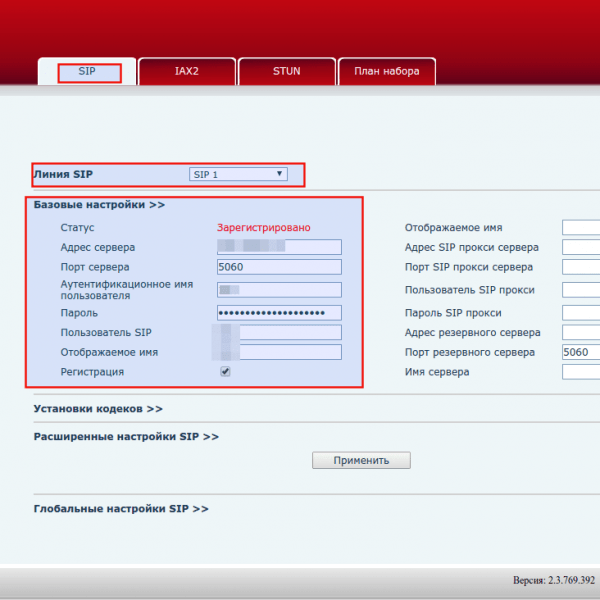 SIP IAX2 STUN План набора
Линия SIP SIP 1
Базовые настройки >>
Статус Зарегистрировано Отображаемое имя
Адрес сервера Адрес SIP прокси сервера
Порт сервера 5060 Порт SIP прокси сервера
Аутентификационное имя
пользователя Пользователь SIP прокси
Пароль •••••••••••••••••••• Пароль SIP прокси
Пользователь SIP Адрес резервного сервера
Отображаемое имя Порт резервного сервера 5060
Регистрация Имя сервера
Установки кодеков >>
Расширенные настройки SIP >>
Применить
Глобальные настройки SIP >>
Версия: 2.3.769.392